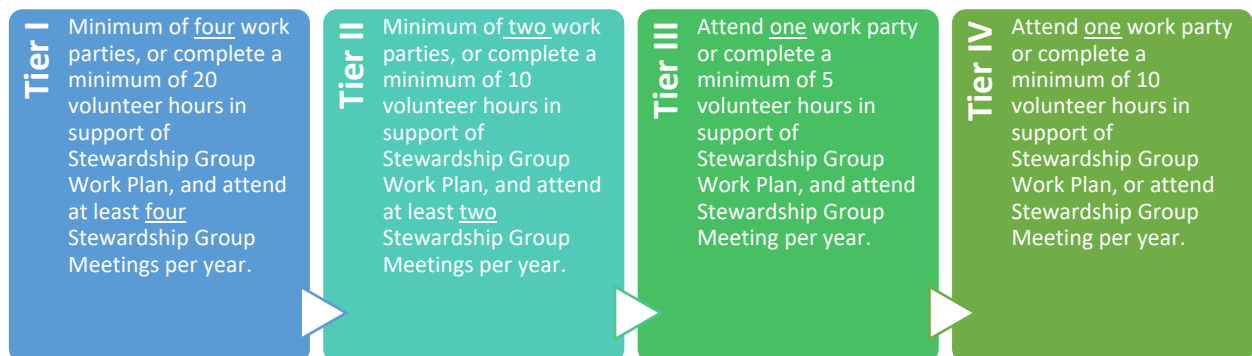 Tier I
Minimum of four work
parties, or complete a
minimum of 20
volunteer hours in
support of
Stewardship Group
Work Plan, and attend
at least four
Stewardship Group
Meetings per year.
Tier II
Minimum of two work
parties, or complete a
minimum of 10
volunteer hours in
support of
Stewardship Group
Work Plan, and attend
at least two
Stewardship Group
Meetings per year.
Tier III
Attend one work party
or complete a
minimum of 5
volunteer hours in
support of
Stewardship Group
Work Plan, and attend
Stewardship Group
Meeting per year.
Tier IV
Attend one work party
or complete a
minimum of 10
volunteer hours in
support of
Stewardship Group
Work Plan, or attend
Stewardship Group
Meeting per year.